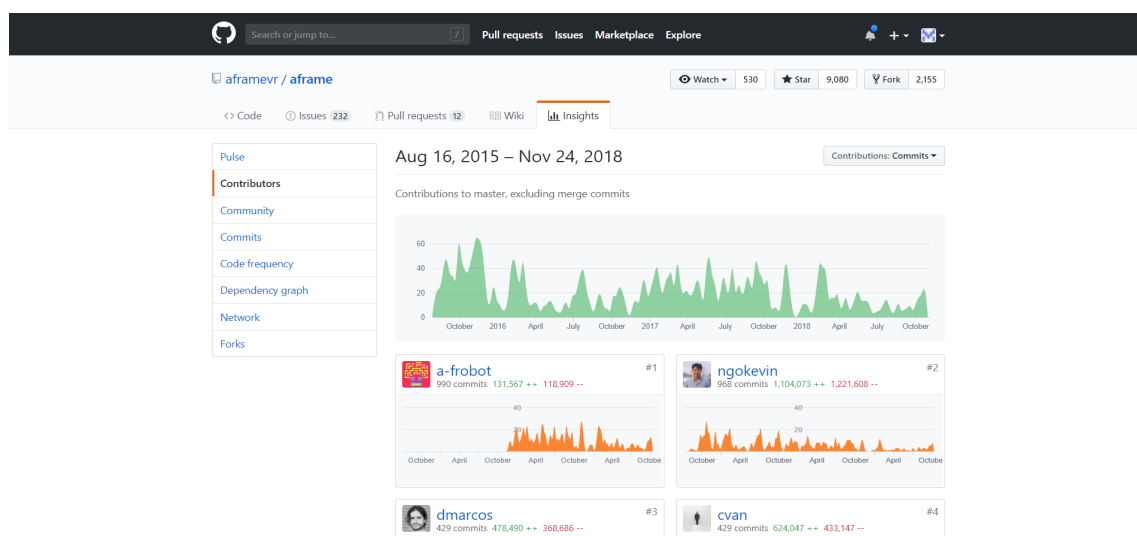 Search or jump to... / Pull requests Issues Marketplace Explore
aframevr / aframe Watch 530 Star 9,080 Fork 2,155
Code Issues 232 Pull requests 12 Wiki Insights
Pulse
Contributors
Community
Commits
Code frequency
Dependency graph
Network
Forks
Aug 16, 2015 – Nov 24, 2018 Contributions: Commits
Contributions to master, excluding merge commits
60
40
20
0
October 2016 April July October 2017 April July October 2018 April July October
a-frobot #1
990 commits 131,567 ++ 118,909 --
40
20
October April October April October April Octobe
ngokevin #2
968 commits 1,104,073 ++ 1,221,608 --
40
20
October April October April October April Octobe
dmarcos #3
429 commits 478,490 ++ 368,686 --
cvan #4
429 commits 624,047 ++ 433,147 --